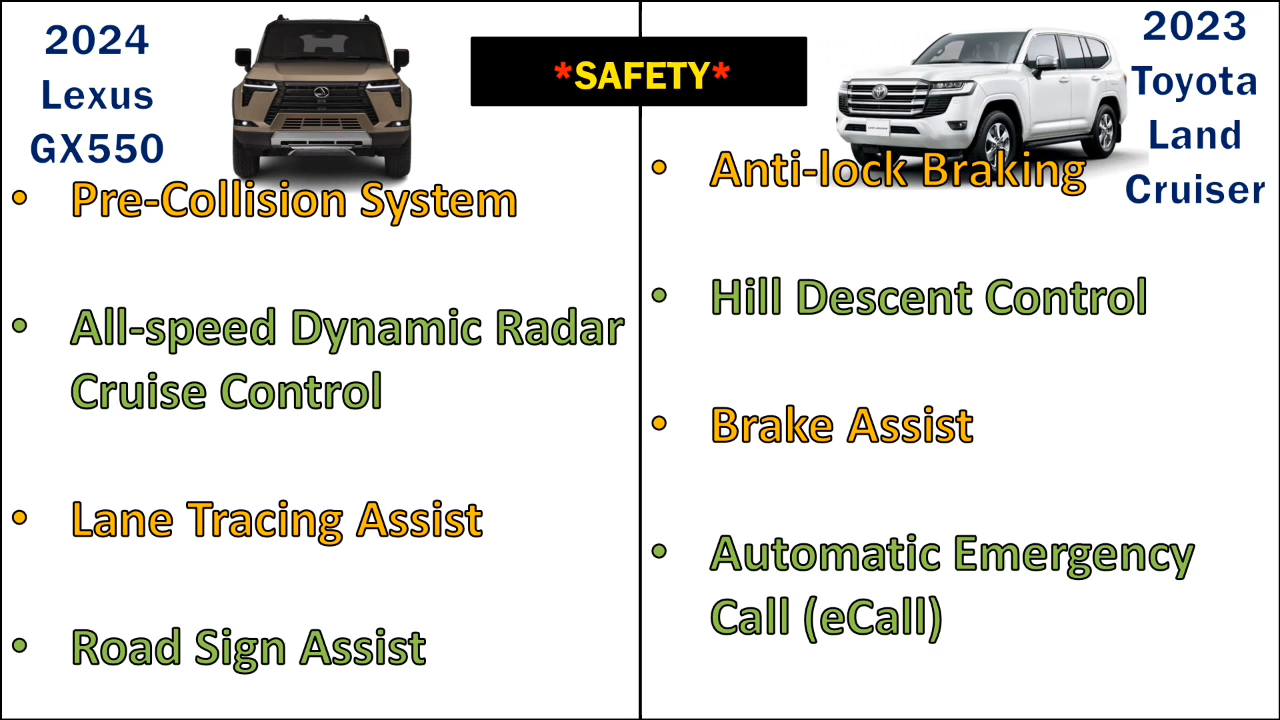 2024
Lexus
GX550
*SAFETY*
2023
Toyota
Land
Cruiser
• Pre-Collision System
• All-speed Dynamic Radar
Cruise Control
• Lane Tracing Assist
• Road Sign Assist
• Anti-lock Braking
• Hill Descent Control
• Brake Assist
• Automatic Emergency
Call (eCall)